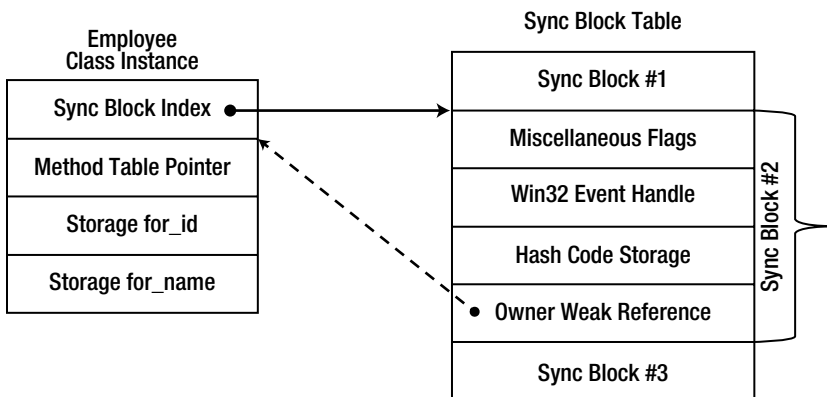 Employee
Class Instance
Sync Block Index
Method Table Pointer
Storage for_id
Storage for_name
Sync Block Table
Sync Block #1
Miscellaneous Flags
Win32 Event Handle
Hash Code Storage
Owner Weak Reference
Sync Block #3
Sync Block #2